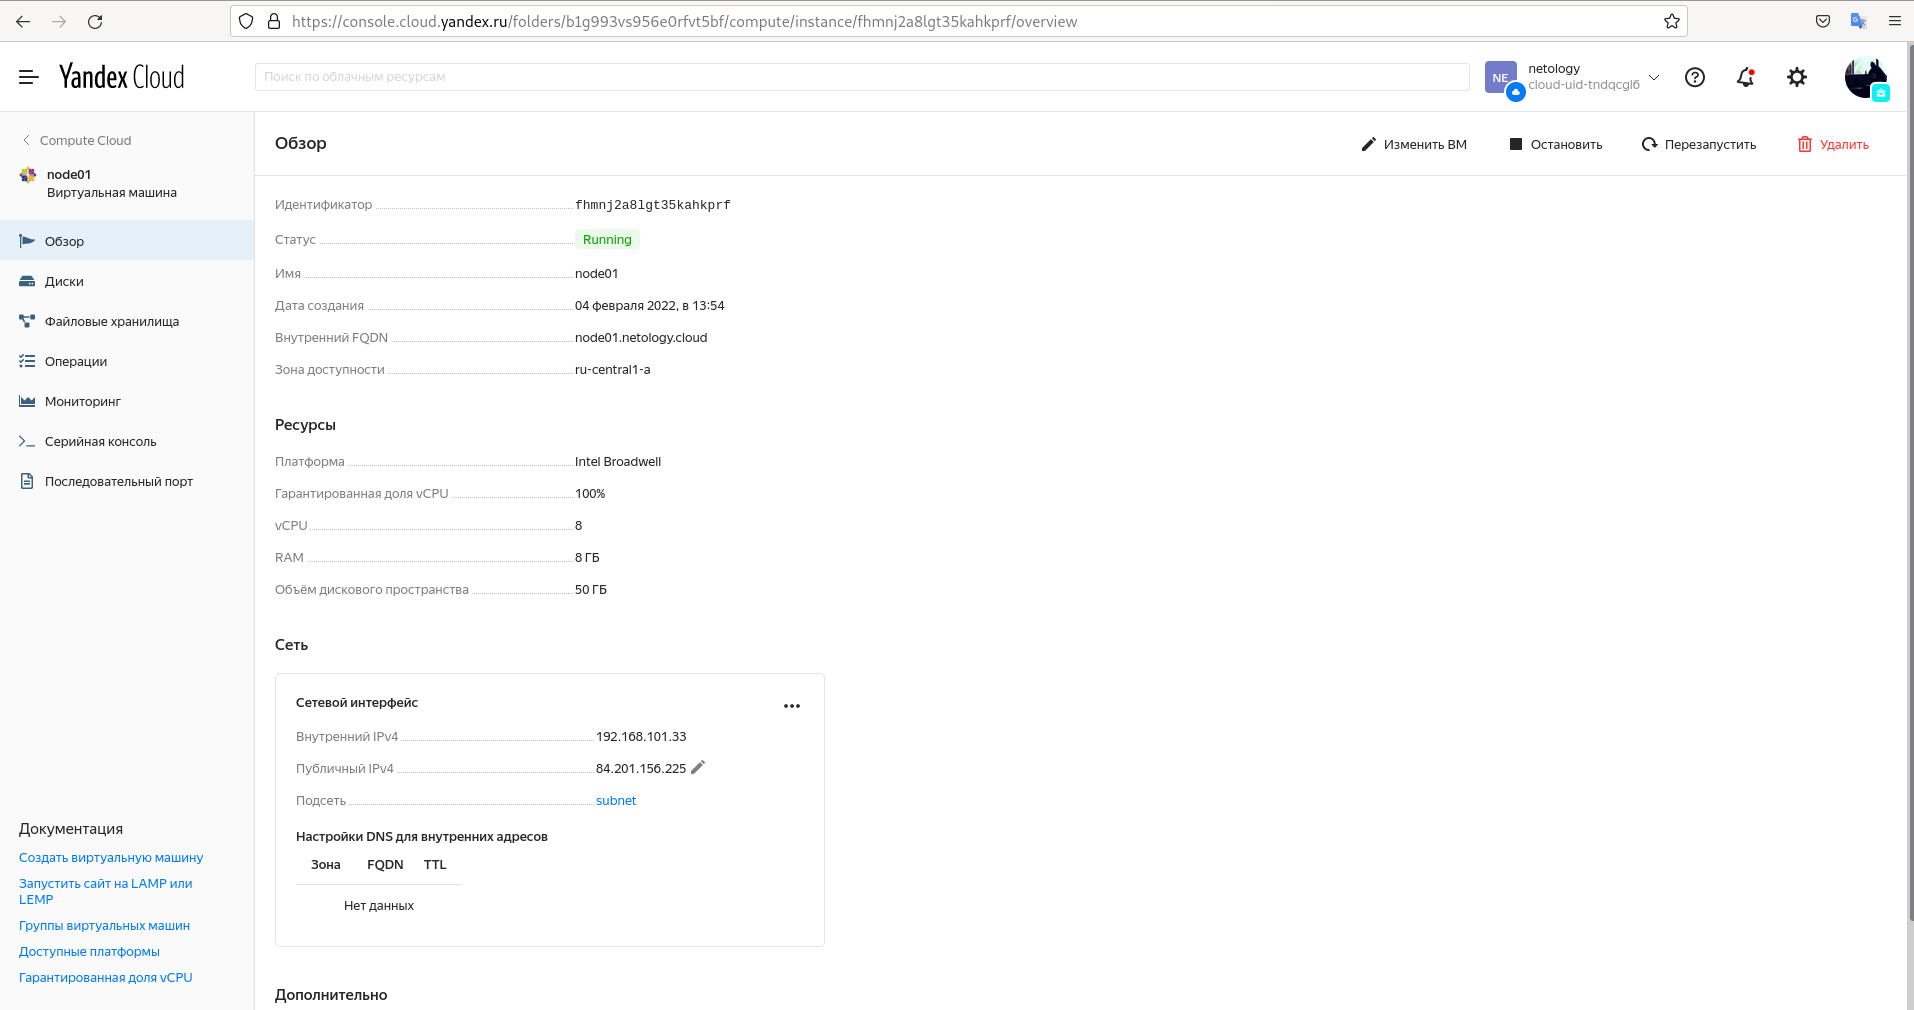 https://console.cloud.yandex.ru/folders/b1g993vs956e0rfvt5bf/compute/instance/fhmnj2a8lgt35kahkprf/overview
Yandex Cloud
Поиск по облачным ресурсам
NE
netology
cloud-uid-tndqcgl6
Compute Cloud
node01
Виртуальная машина
Обзор
Диски
Файловые хранилища
Операции
Мониторинг
Серийная консоль
Последовательный порт
Документация
Создать виртуальную машину
Запустить сайт на LAMP или
LEMP
Группы виртуальных машин
Доступные платформы
Гарантированная доля vCPU
Обзор
Изменить ВМ
Остановить
Перезапустить
Удалить
Идентификатор fhmnj2a8lgt35kahkprf
Статус Running
Имя node01
Дата создания 04 февраля 2022, в 13:54
Внутренний FQDN node01.netology.cloud
Зона доступности ru-central1-a
Ресурсы
Платформа Intel Broadwell
Гарантированная доля vCPU 100%
vCPU 8
RAM 8 ГБ
Объём дискового пространства 50 ГБ
Сеть
Сетевой интерфейс
Внутренний IPv4 192.168.101.33
Публичный IPv4 84.201.156.225
Подсеть subnet
Настройки DNS для внутренних адресов
Зона FQDN TTL
Нет данных
Дополнительно